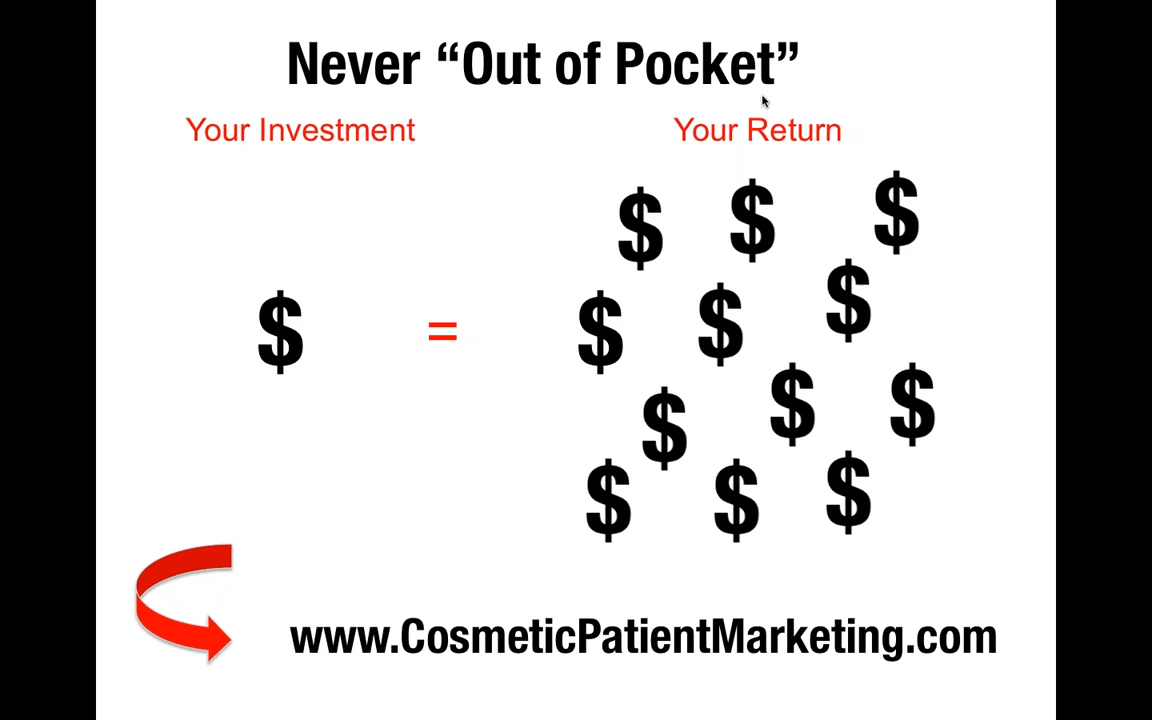 Never “Out of Pocket”
Your Investment Your Return
$ $ $
$ = $ $ $
$ $ $
$ $ $
www.CosmeticPatientMarketing.com